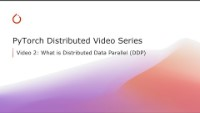 PyTorch Distributed Video Series
Video 2: What is Distributed Data Parallel (DDP)